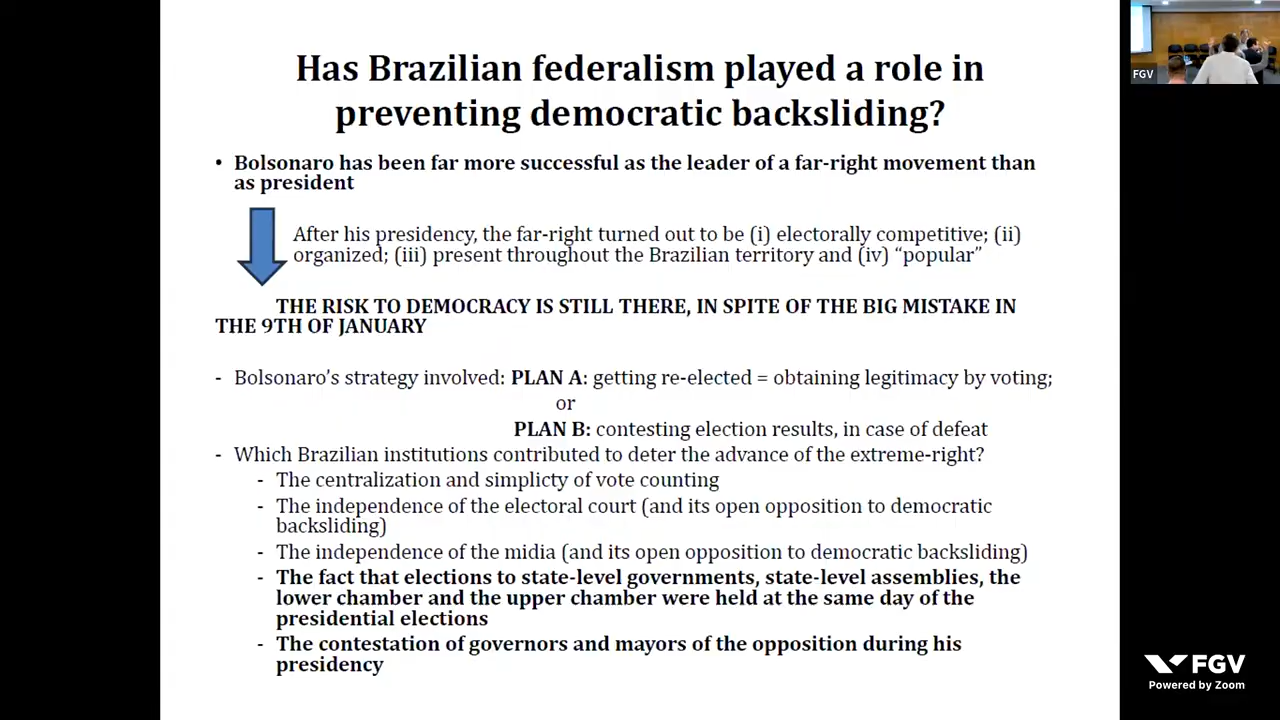 Has Brazilian federalism played a role in
preventing democratic backsliding?
• Bolsonaro has been far more successful as the leader of a far-right movement than
as president
After his presidency, the far-right turned out to be (i) electorally competitive; (ii)
organized; (iii) present throughout the Brazilian territory and (iv) “popular”
THE RISK TO DEMOCRACY IS STILL THERE, IN SPITE OF THE BIG MISTAKE IN
THE 9TH OF JANUARY
- Bolsonaro’s strategy involved: PLAN A: getting re-elected = obtaining legitimacy by voting;
or
PLAN B: contesting election results, in case of defeat
- Which Brazilian institutions contributed to deter the advance of the extreme-right?
- The centralization and simplicty of vote counting
- The independence of the electoral court (and its open opposition to democratic
backsliding)
- The independence of the midia (and its open opposition to democratic backsliding)
- The fact that elections to state-level governments, state-level assemblies, the
lower chamber and the upper chamber were held at the same day of the
presidential elections
- The contestation of governors and mayors of the opposition during his
presidency
FGV
FGV
Powered by Zoom